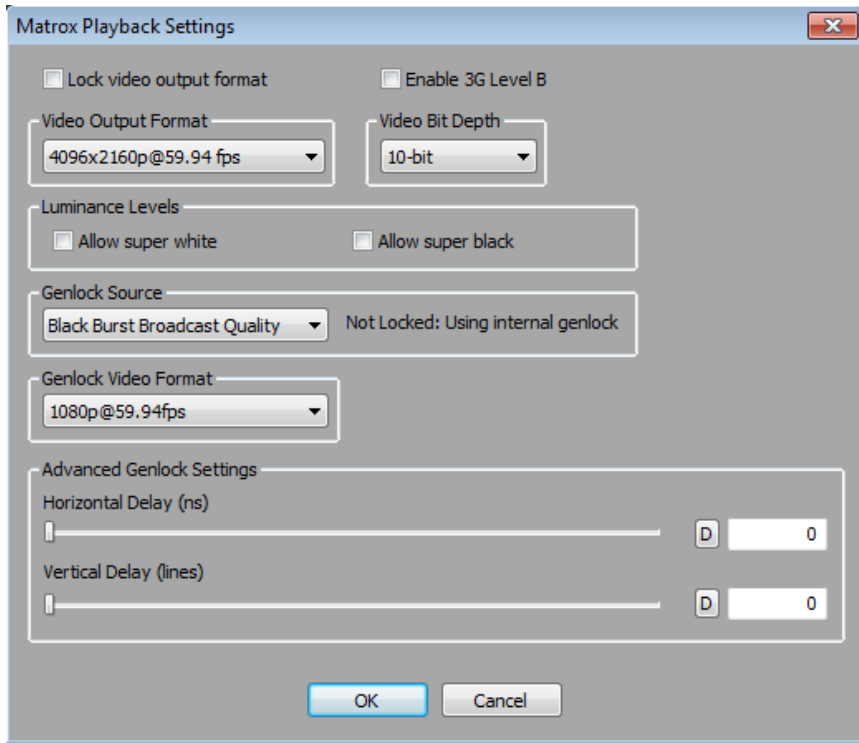 Matrox Playback Settings
Lock video output format
Enable 3G Level B
Video Output Format
Video Bit Depth
4096x2160p@59.94 fps
10-bit
Luminance Levels
Allow super white
Allow super black
Genlock Source
Black Burst Broadcast Quality
Not Locked: Using internal genlock
Genlock Video Format
1080p@59.94fps
Advanced Genlock Settings
Horizontal Delay (ns)
D
0
Vertical Delay (lines)
D
0
OK
Cancel